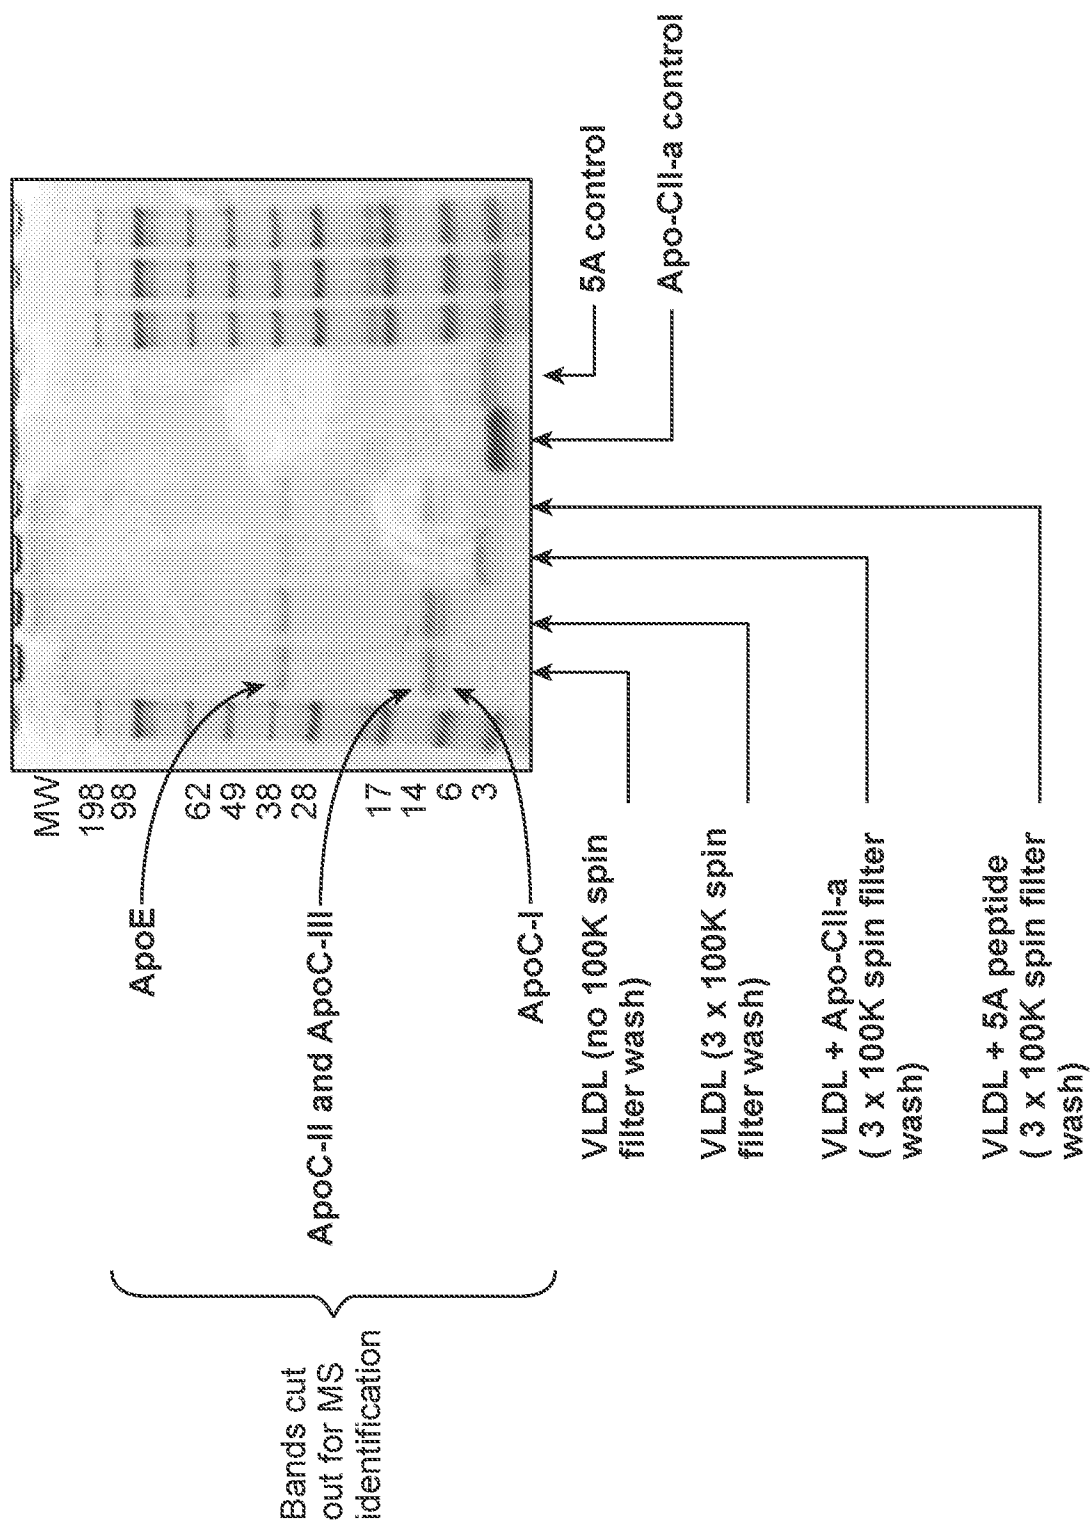 MW
198
98
62
49
38
28
17
14
6
3
Bands cut
out for MS
identification
ApoE
ApoC-II and ApoC-III
ApoC-I
VLDL (no 100K spin
filter wash)
VLDL (3 x 100K spin
filter wash)
VLDL + Apo-CII-a
( 3 x 100K spin filter
wash)
VLDL + 5A peptide
( 3 x 100K spin filter
wash)
5A control
Apo-CII-a control